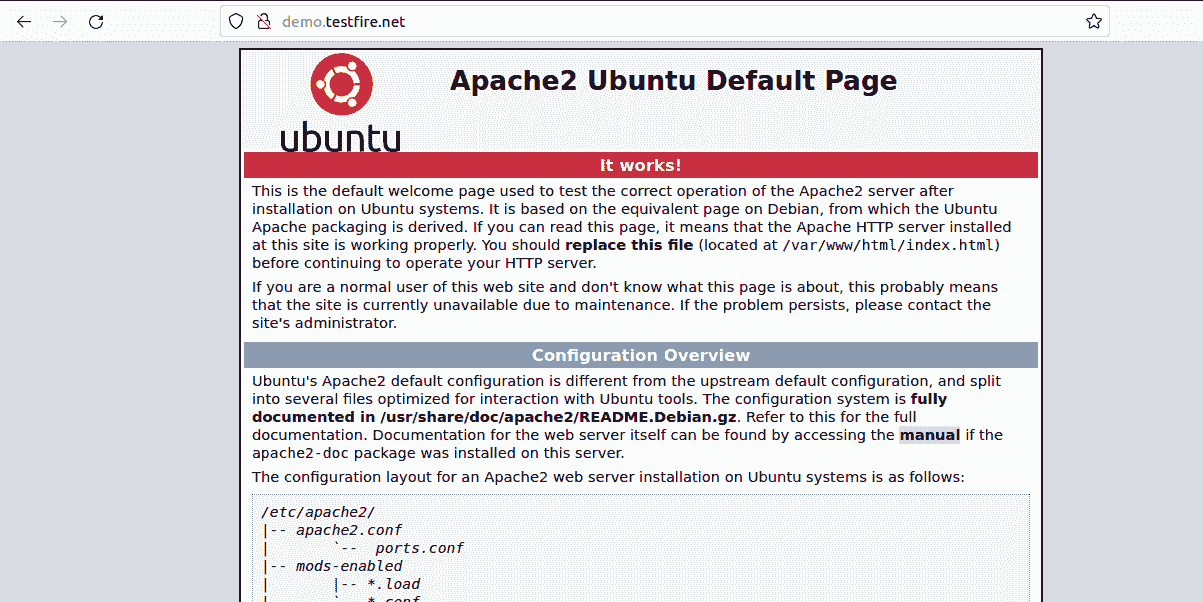 demo.testfire.net
ubuntu
Apache2 Ubuntu Default Page
It works!
This is the default welcome page used to test the correct operation of the Apache2 server after
installation on Ubuntu systems. It is based on the equivalent page on Debian, from which the Ubuntu
Apache packaging is derived. If you can read this page, it means that the Apache HTTP server installed
at this site is working properly. You should replace this file (located at /var/www/html/index.html)
before continuing to operate your HTTP server.
If you are a normal user of this web site and don't know what this page is about, this probably means
that the site is currently unavailable due to maintenance. If the problem persists, please contact the
site's administrator.
Configuration Overview
Ubuntu's Apache2 default configuration is different from the upstream default configuration, and split
into several files optimized for interaction with Ubuntu tools. The configuration system is fully
documented in /usr/share/doc/apache2/README.Debian.gz. Refer to this for the full
documentation. Documentation for the web server itself can be found by accessing the manual if the
apache2-doc package was installed on this server.
The configuration layout for an Apache2 web server installation on Ubuntu systems is as follows:
/etc/apache2/
|-- apache2.conf
|       `--  ports.conf
|-- mods-enabled
|       |-- *.load
|       `-- *.conf